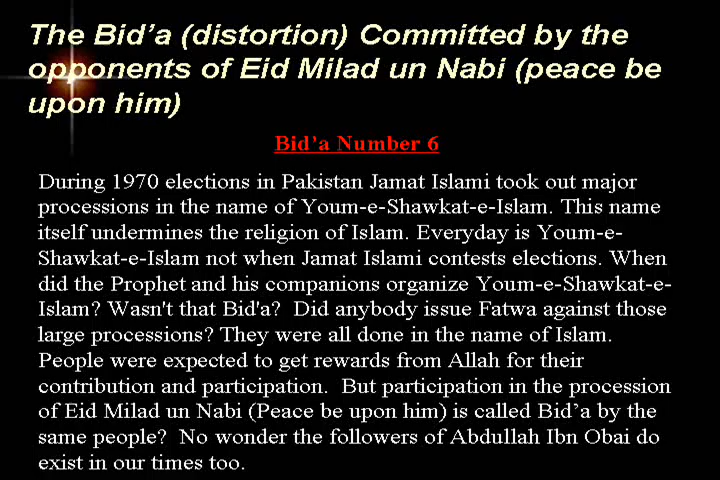 The Bid’a (distortion) Committed by the
opponents of Eid Milad un Nabi (peace be
upon him)
Bid’a Number 6
During 1970 elections in Pakistan Jamat Islami took out major
processions in the name of Youm-e-Shawkat-e-Islam. This name
itself undermines the religion of Islam. Everyday is Youm-e-
Shawkat-e-Islam not when Jamat Islami contests elections. When
did the Prophet and his companions organize Youm-e-Shawkat-e-
Islam? Wasn't that Bid'a?  Did anybody issue Fatwa against those
large processions? They were all done in the name of Islam.
People were expected to get rewards from Allah for their
contribution and participation.  But participation in the procession
of Eid Milad un Nabi (Peace be upon him) is called Bid’a by the
same people?  No wonder the followers of Abdullah Ibn Obai do
exist in our times too.